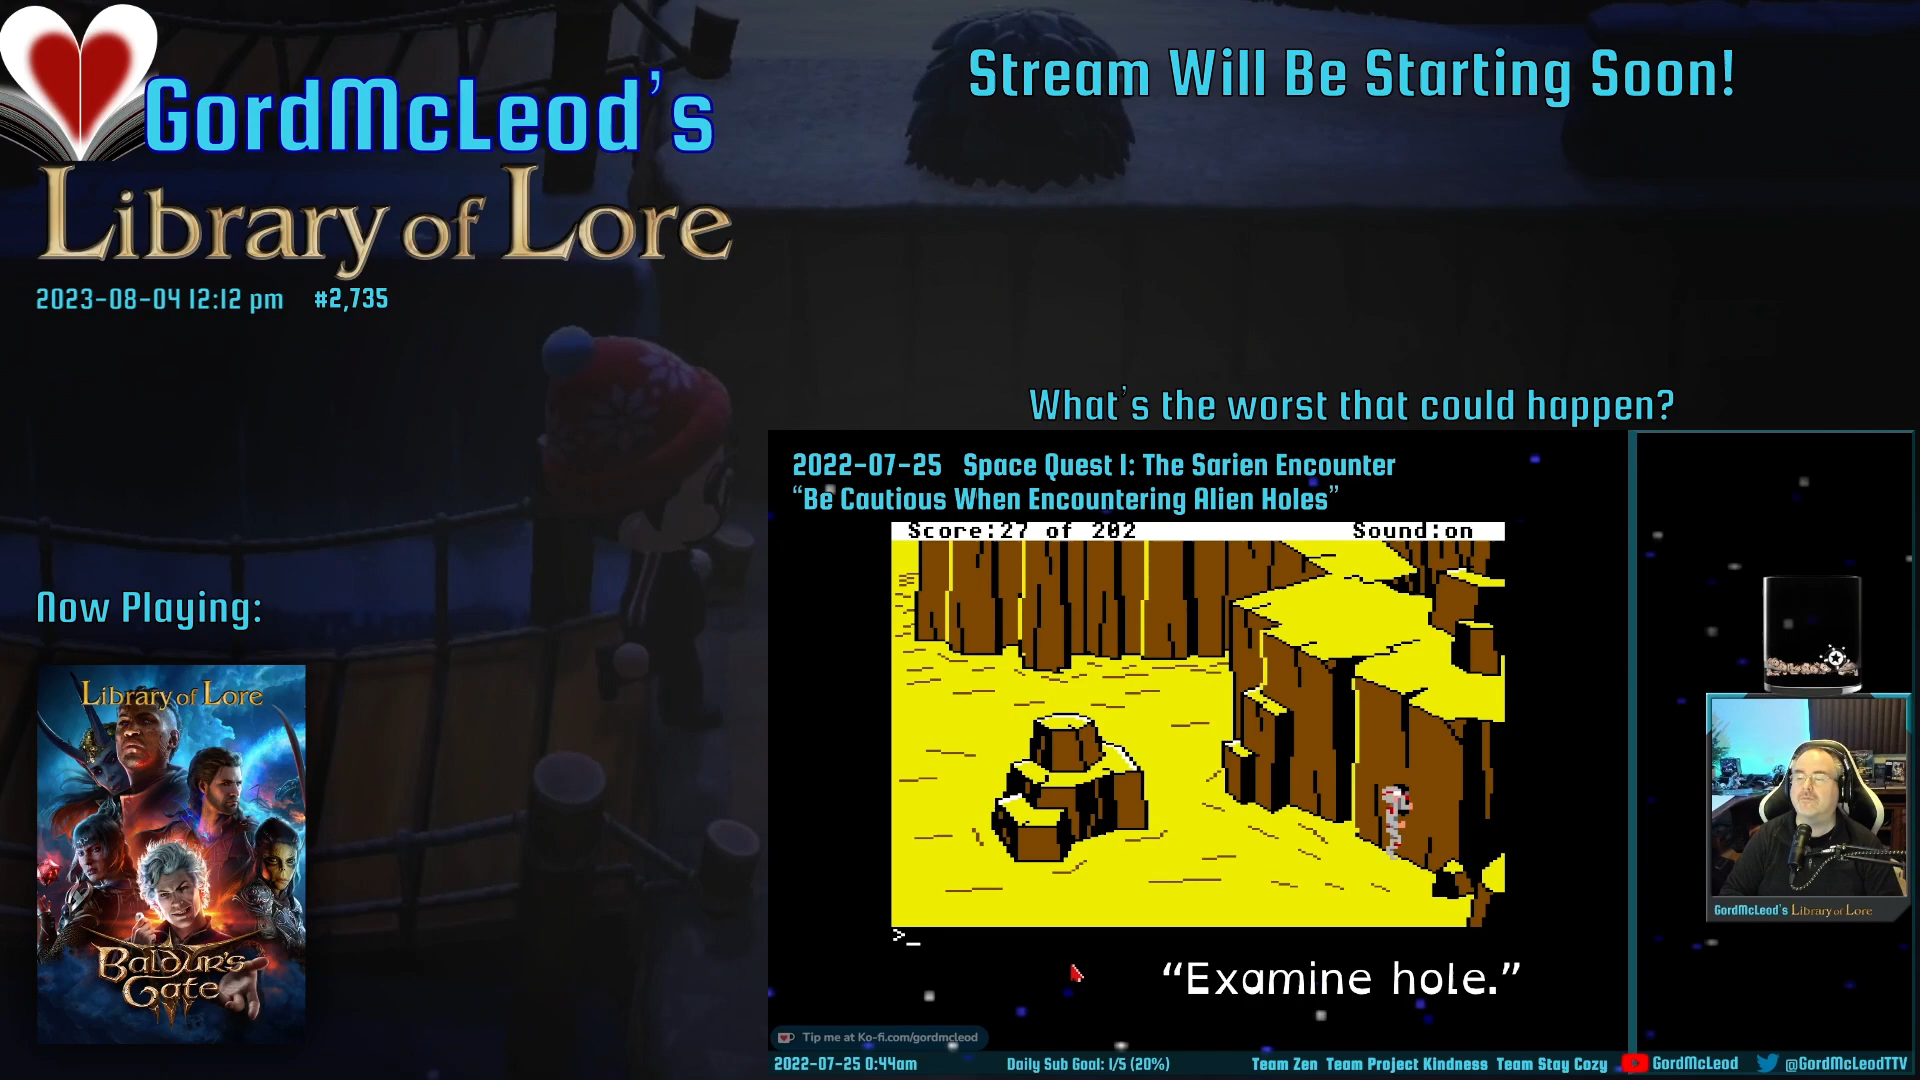 GordMcLeod's
Library of Lore
2023-08-04 12:12 pm #2,735
Stream Will Be Starting Soon!
What's the worst that could happen?
Now Playing:
Library of Lore
Baldur's
Gate
III
2022-07-25 Space Quest I: The Sarien Encounter
“Be Cautious When Encountering Alien Holes”
Score:27 of 202 Sound:on
>_
“Examine hole.”
Tip me at Ko-fi.com/gordmcleod
2022-07-25 0:44am Daily Sub Goal: 1/5 (20%) Team Zen Team Project Kindness Team Stay Cozy GordMcLeod @GordMcLeodTTV
GordMcLeod's Library of Lore